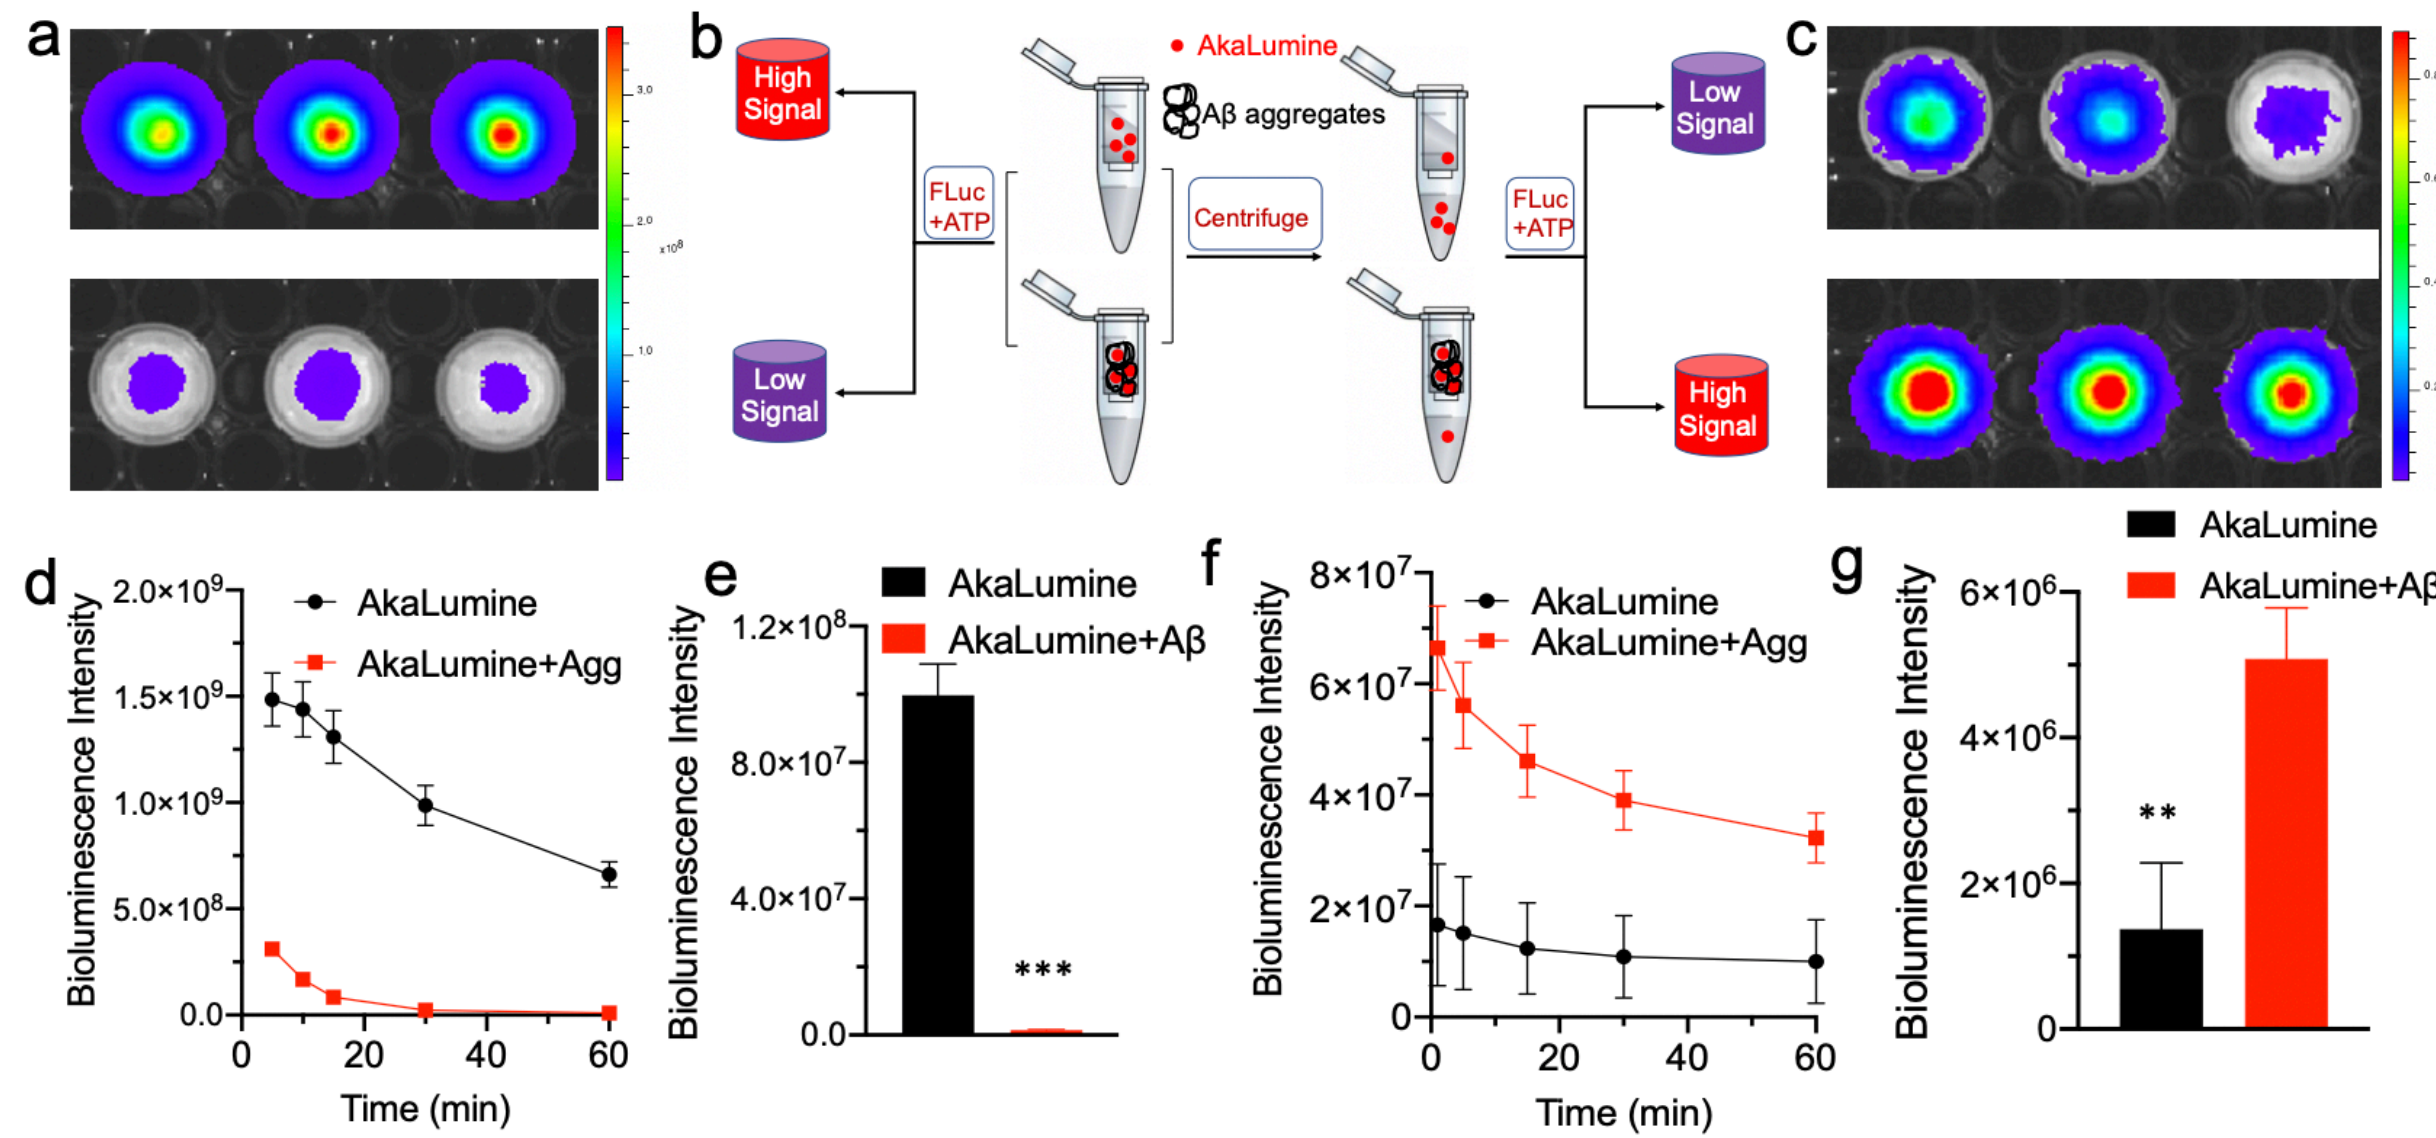 a
3.0
2.0
x10⁸
1.0
b
High
Signal
Low
Signal
FLuc
+ATP
AkaLumine
Aβ aggregates
Centrifuge
FLuc
+ATP
Low
Signal
High
Signal
c
0.6
0.4
d
Bioluminescence Intensity
2.0×10⁹
1.5×10⁹
1.0×10⁹
5.0×10⁸
0.0
AkaLumine
AkaLumine+Agg
0
20
40
60
Time (min)
e
Bioluminescence Intensity
AkaLumine
AkaLumine+Aβ
1.2×10⁸
8.0×10⁷
4.0×10⁷
0.0
***
f
Bioluminescence Intensity
8×10⁷
6×10⁷
4×10⁷
2×10⁷
0
AkaLumine
AkaLumine+Agg
0
20
40
60
Time (min)
g
Bioluminescence Intensity
AkaLumine
AkaLumine+Aβ
6×10⁶
4×10⁶
2×10⁶
0
**